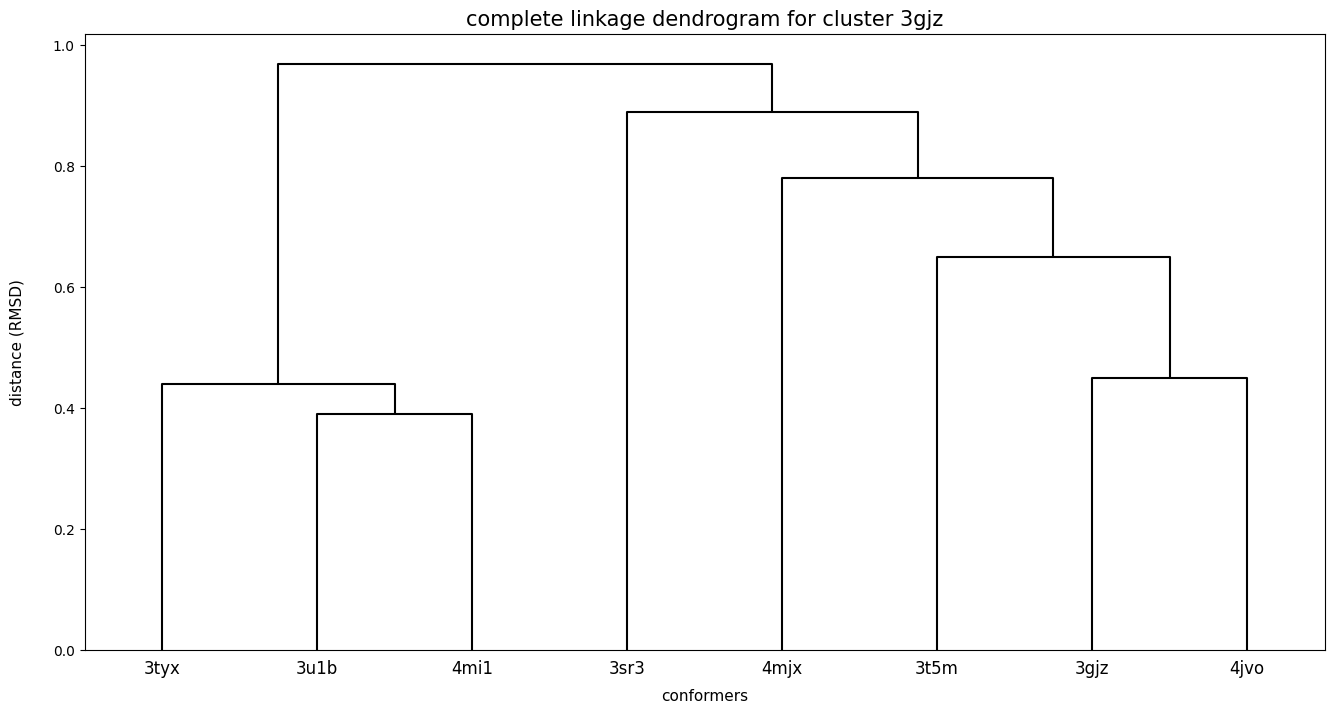 complete linkage dendrogram for cluster 3gjz
1.0
0.8
0.6
0.4
0.2
0.0
distance (RMSD)
3tyx 3u1b 4mi1 3sr3 4mjx 3t5m 3gjz 4jvo
conformers